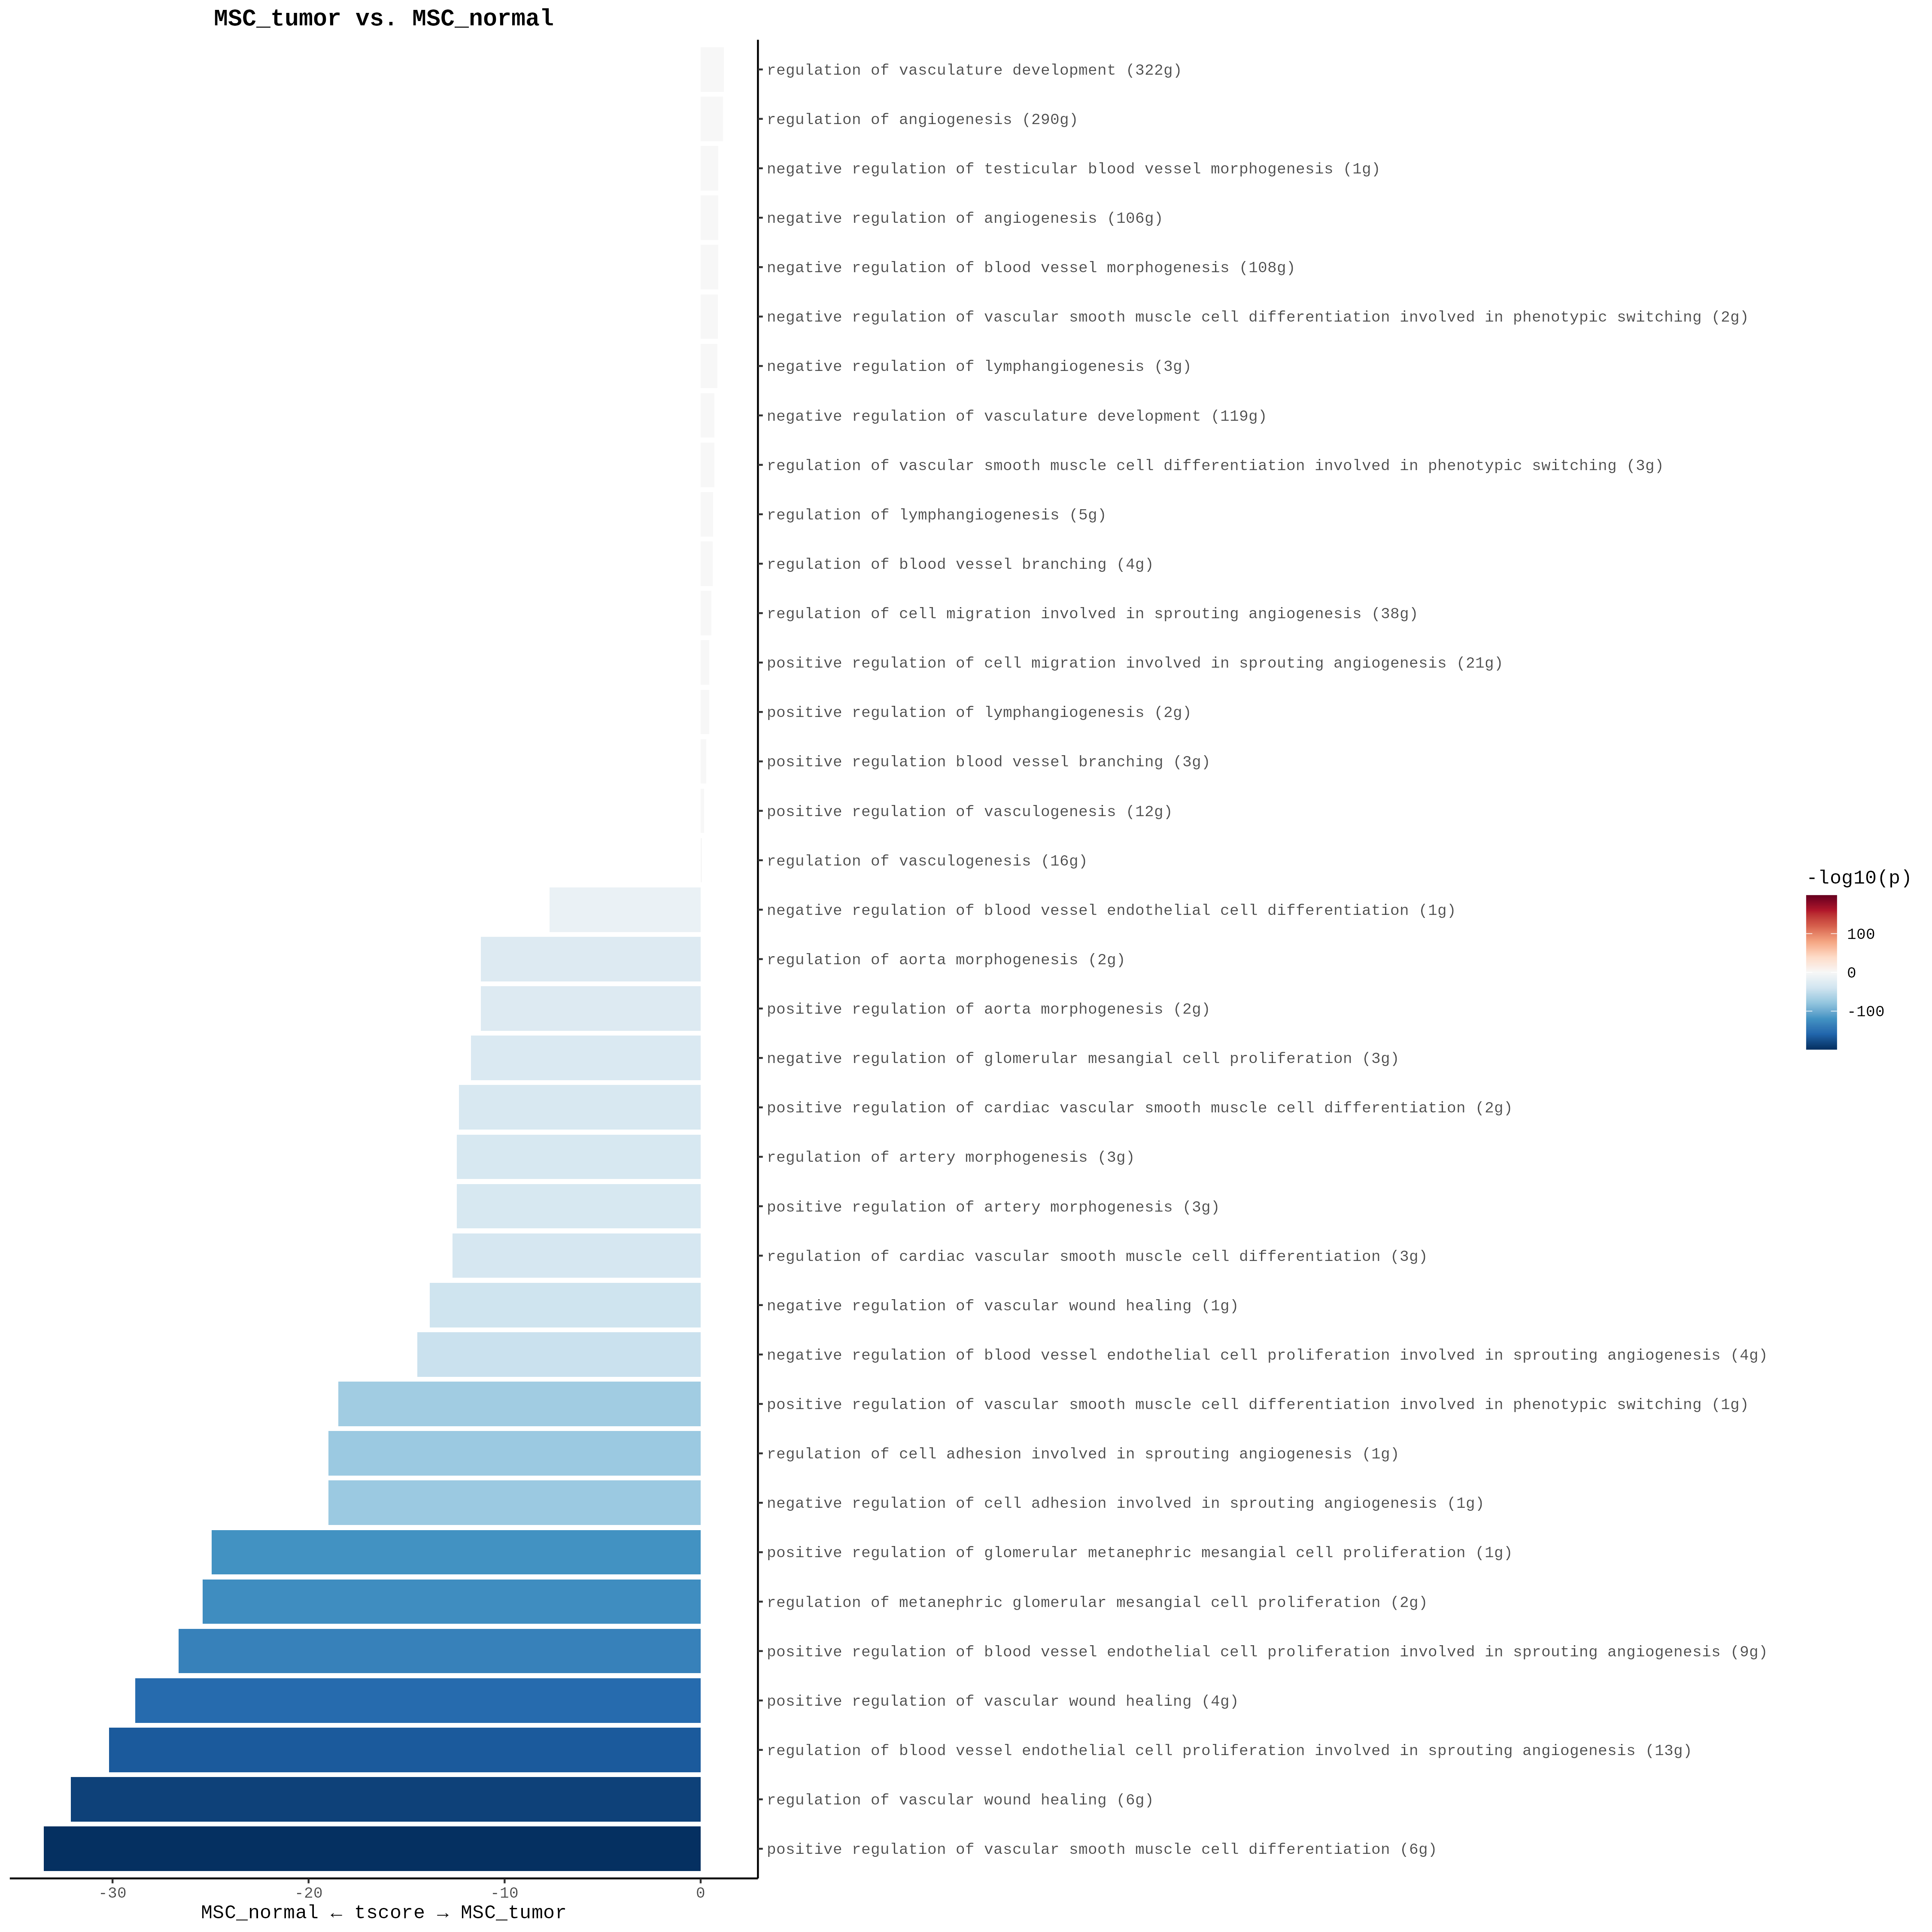 MSC_tumor vs. MSC_normal
regulation of vasculature development (322g)
regulation of angiogenesis (290g)
negative regulation of testicular blood vessel morphogenesis (1g)
negative regulation of angiogenesis (106g)
negative regulation of blood vessel morphogenesis (108g)
negative regulation of vascular smooth muscle cell differentiation involved in phenotypic switching (2g)
negative regulation of lymphangiogenesis (3g)
negative regulation of vasculature development (119g)
regulation of vascular smooth muscle cell differentiation involved in phenotypic switching (3g)
regulation of lymphangiogenesis (5g)
regulation of blood vessel branching (4g)
regulation of cell migration involved in sprouting angiogenesis (38g)
positive regulation of cell migration involved in sprouting angiogenesis (21g)
positive regulation of lymphangiogenesis (2g)
positive regulation blood vessel branching (3g)
positive regulation of vasculogenesis (12g)
regulation of vasculogenesis (16g)
negative regulation of blood vessel endothelial cell differentiation (1g)
regulation of aorta morphogenesis (2g)
positive regulation of aorta morphogenesis (2g)
negative regulation of glomerular mesangial cell proliferation (3g)
positive regulation of cardiac vascular smooth muscle cell differentiation (2g)
regulation of artery morphogenesis (3g)
positive regulation of artery morphogenesis (3g)
regulation of cardiac vascular smooth muscle cell differentiation (3g)
negative regulation of vascular wound healing (1g)
negative regulation of blood vessel endothelial cell proliferation involved in sprouting angiogenesis (4g)
positive regulation of vascular smooth muscle cell differentiation involved in phenotypic switching (1g)
regulation of cell adhesion involved in sprouting angiogenesis (1g)
negative regulation of cell adhesion involved in sprouting angiogenesis (1g)
positive regulation of glomerular metanephric mesangial cell proliferation (1g)
regulation of metanephric glomerular mesangial cell proliferation (2g)
positive regulation of blood vessel endothelial cell proliferation involved in sprouting angiogenesis (9g)
positive regulation of vascular wound healing (4g)
regulation of blood vessel endothelial cell proliferation involved in sprouting angiogenesis (13g)
regulation of vascular wound healing (6g)
positive regulation of vascular smooth muscle cell differentiation (6g)
-30 -20 -10 0
MSC_normal ← tscore → MSC_tumor
-log10(p)
100
0
-100